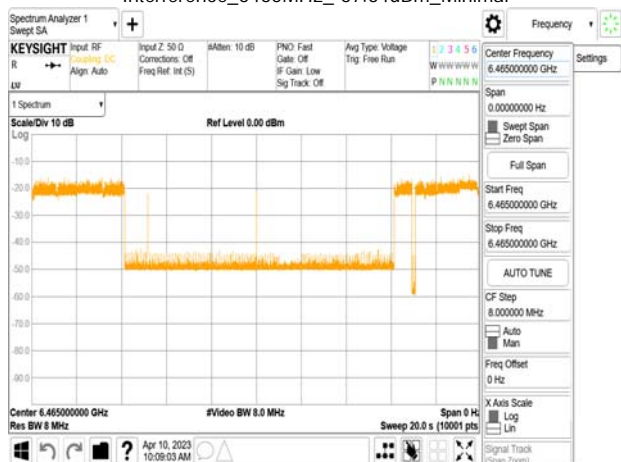 Spectrum Analyzer 1
Swept SA
Frequency
KEYSIGHT
Input: RF
Coupling: DC
Align: Auto
Input Z: 50 Ω
Corrections: Off
Freq Ref: Int (S)
#Atten: 10 dB
PNO: Fast
Gate: Off
IF Gain: Low
Sig Track: Off
Avg Type: Voltage
Trig: Free Run
1 2 3 4 5 6
W W W W W W
P N N N N N
R
LXI
Center Frequency
6.465000000 GHz
Settings
Span
0.00000000 Hz
Swept Span
Zero Span
Full Span
Start Freq
6.465000000 GHz
Stop Freq
6.465000000 GHz
AUTO TUNE
CF Step
8.000000 MHz
Auto
Man
Freq Offset
0 Hz
X Axis Scale
Log
Lin
Signal Track
(Span Zoom)
1 Spectrum
Scale/Div 10 dB
Ref Level 0.00 dBm
Log
-10.0
-20.0
-30.0
-40.0
-50.0
-60.0
-70.0
-80.0
-90.0
Center 6.465000000 GHz
#Video BW 8.0 MHz
Span 0 Hz
Res BW 8 MHz
Sweep 20.0 s (10001 pts)
Apr 10, 2023
10:09:03 AM